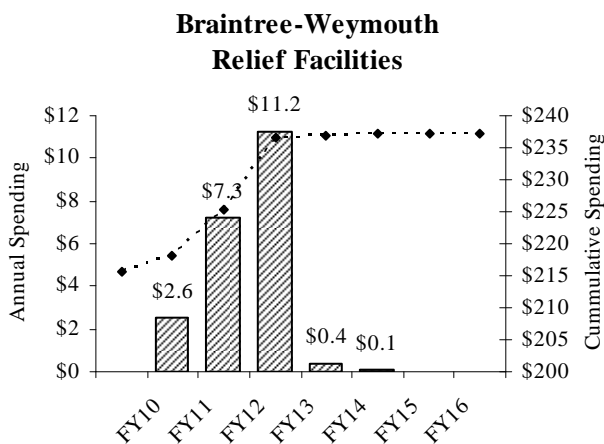 Braintree-Weymouth
Relief Facilities
$12
$10
$8
$6
$4
$2
$0
Annual Spending
$2.6
$7.3
$11.2
$0.4
$0.1
$240
$235
$230
$225
$220
$215
$210
$205
$200
Cummulative Spending
FY10
FY11
FY12
FY13
FY14
FY15
FY16